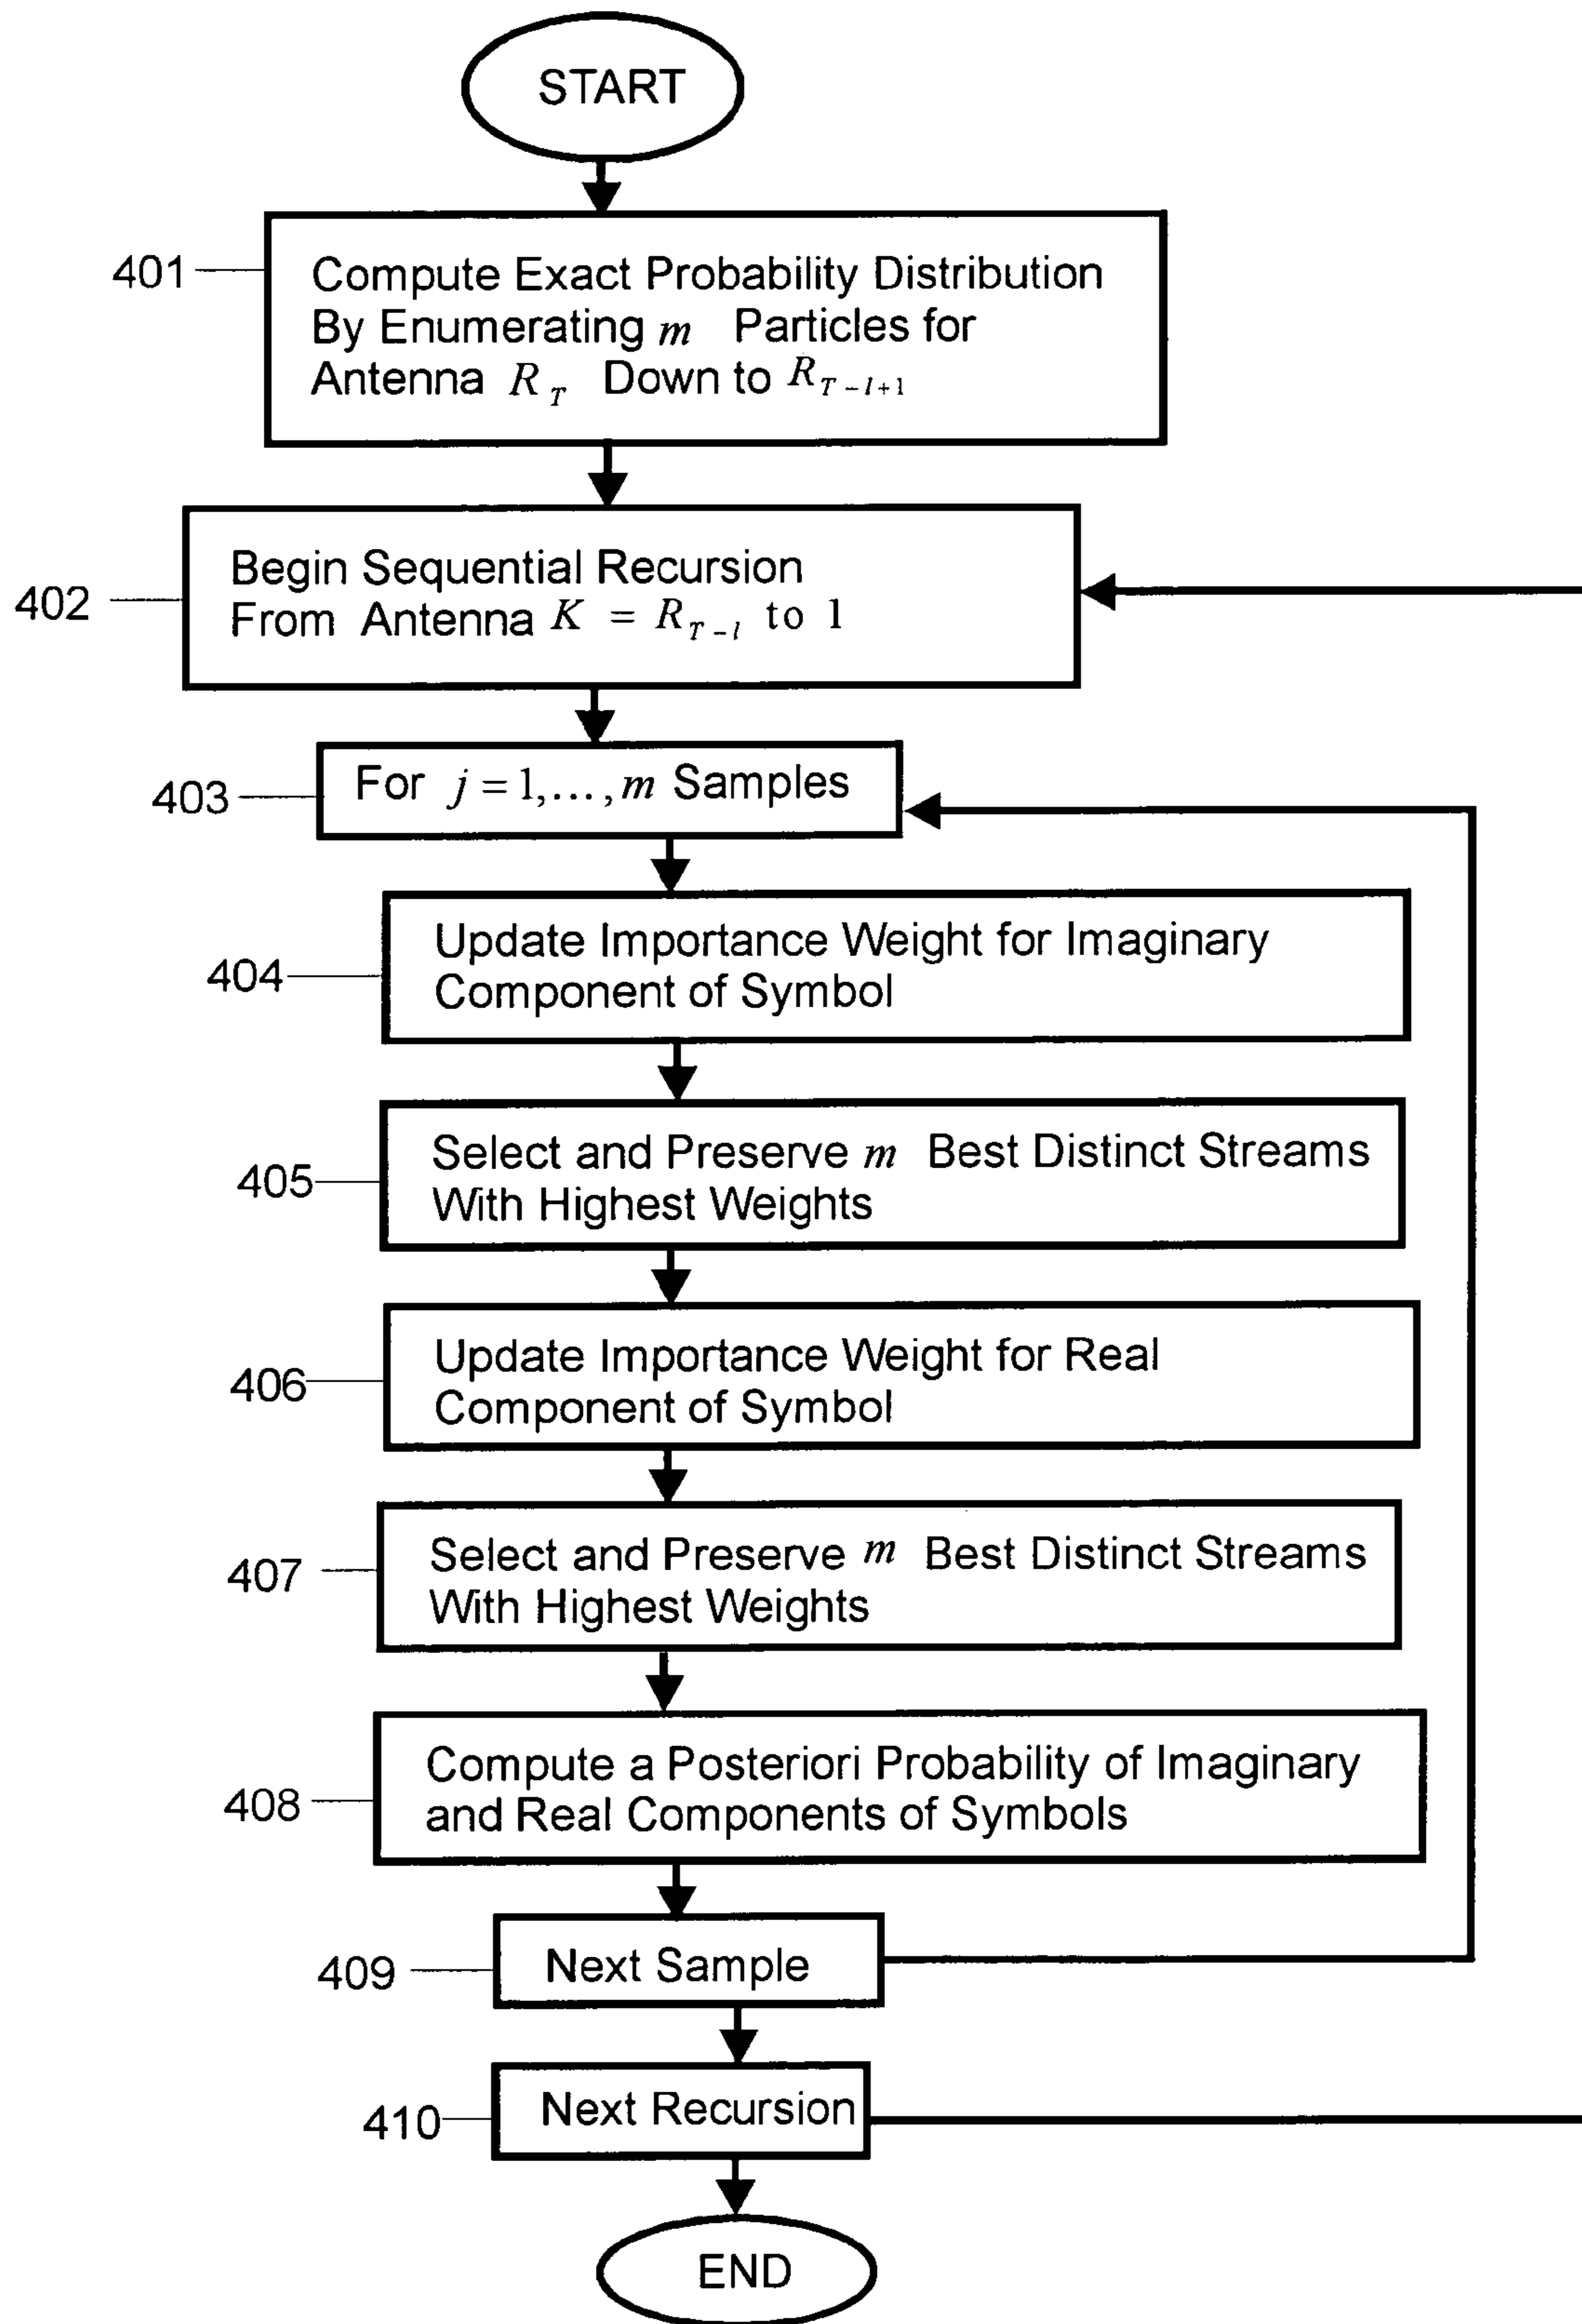 START
401
Compute Exact Probability Distribution
By Enumerating m Particles for
Antenna R_T Down to R_{T-l+1}
402
Begin Sequential Recursion
From Antenna K = R_{T-l} to 1
403
For j = 1,...,m Samples
404
Update Importance Weight for Imaginary
Component of Symbol
405
Select and Preserve m Best Distinct Streams
With Highest Weights
406
Update Importance Weight for Real
Component of Symbol
407
Select and Preserve m Best Distinct Streams
With Highest Weights
408
Compute a Posteriori Probability of Imaginary
and Real Components of Symbols
409
Next Sample
410
Next Recursion
END